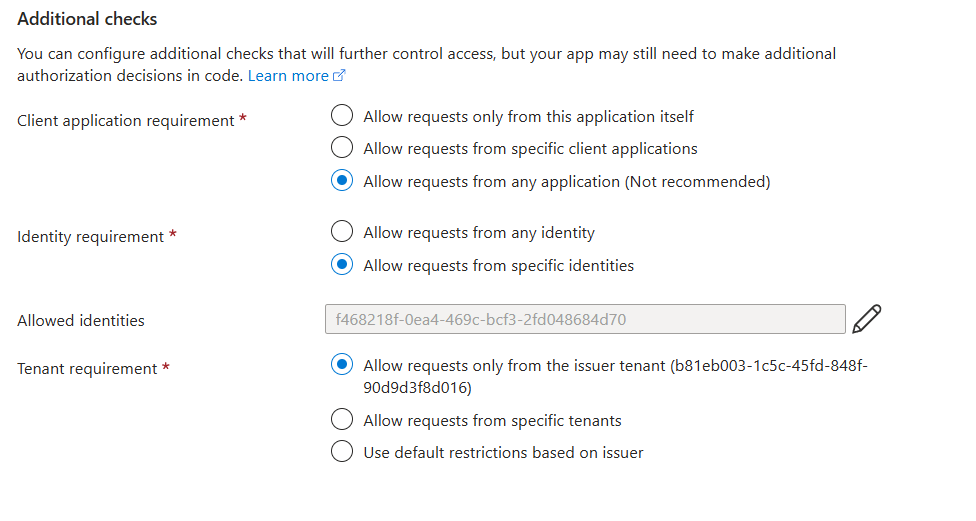 Additional checks
You can configure additional checks that will further control access, but your app may still need to make additional
authorization decisions in code. Learn more
Client application requirement *
Allow requests only from this application itself
Allow requests from specific client applications
Allow requests from any application (Not recommended)
Identity requirement *
Allow requests from any identity
Allow requests from specific identities
Allowed identities
f468218f-0ea4-469c-bcf3-2fd048684d70
Tenant requirement *
Allow requests only from the issuer tenant (b81eb003-1c5c-45fd-848f-
90d9d3f8d016)
Allow requests from specific tenants
Use default restrictions based on issuer